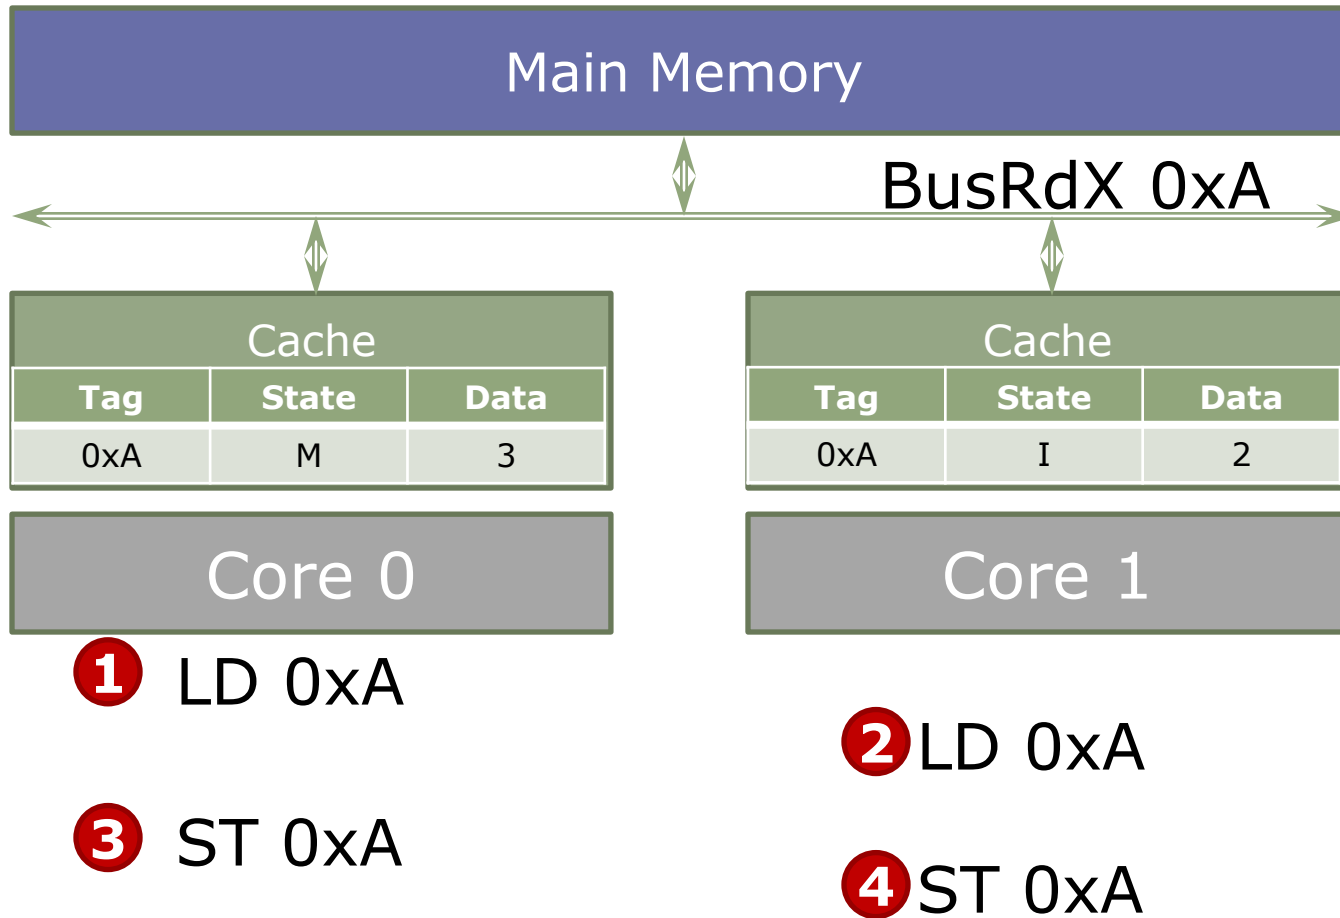 Main Memory
BusRdX 0xA
Cache
Tag State Data
0xA M 3
Cache
Tag State Data
0xA I 2
Core 0
Core 1
1 LD 0xA
2 LD 0xA
3 ST 0xA
4 ST 0xA